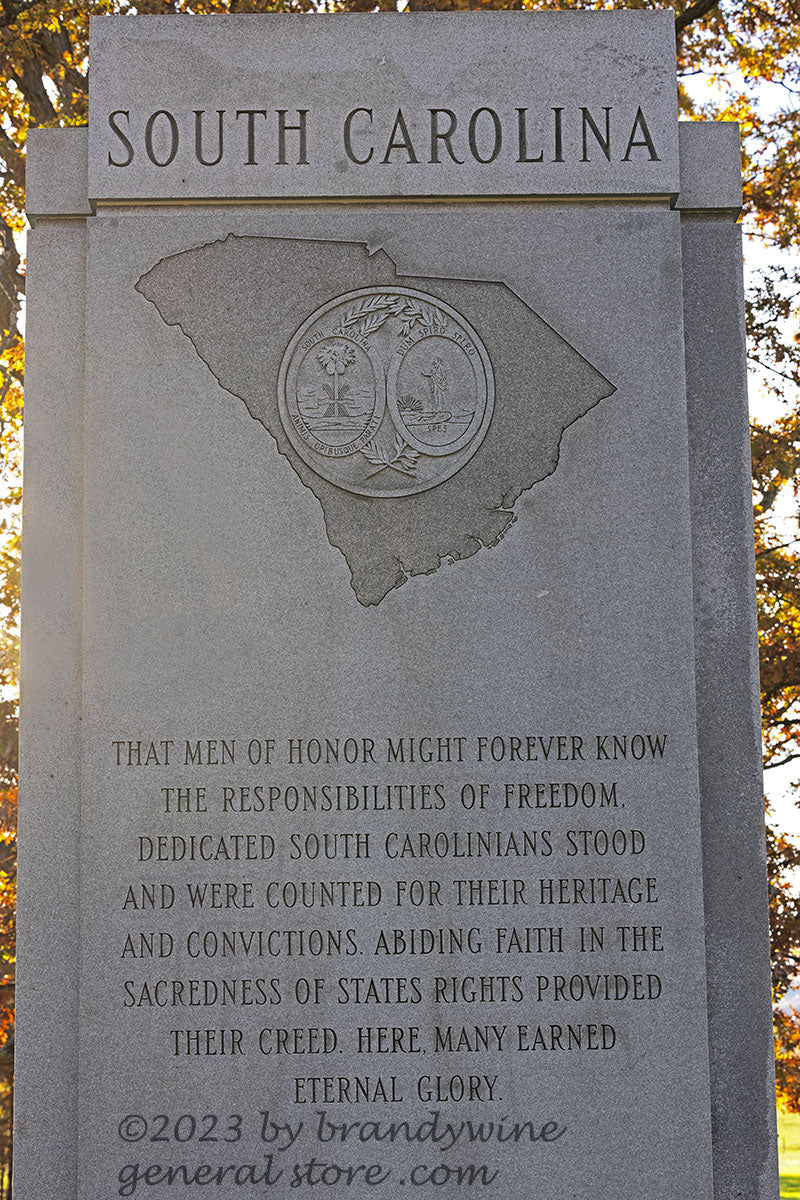 SOUTH CAROLINA
SOUTH CAROLINA
DUM SPIRO SPERO
ANIMIS OPIBUSQUE PARATI
SPES
THAT MEN OF HONOR MIGHT FOREVER KNOW
THE RESPONSIBILITIES OF FREEDOM,
DEDICATED SOUTH CAROLINIANS STOOD
AND WERE COUNTED FOR THEIR HERITAGE
AND CONVICTIONS. ABIDING FAITH IN THE
SACREDNESS OF STATES RIGHTS PROVIDED
THEIR CREED. HERE, MANY EARNED
ETERNAL GLORY.
©2023 by brandywine
general store .com